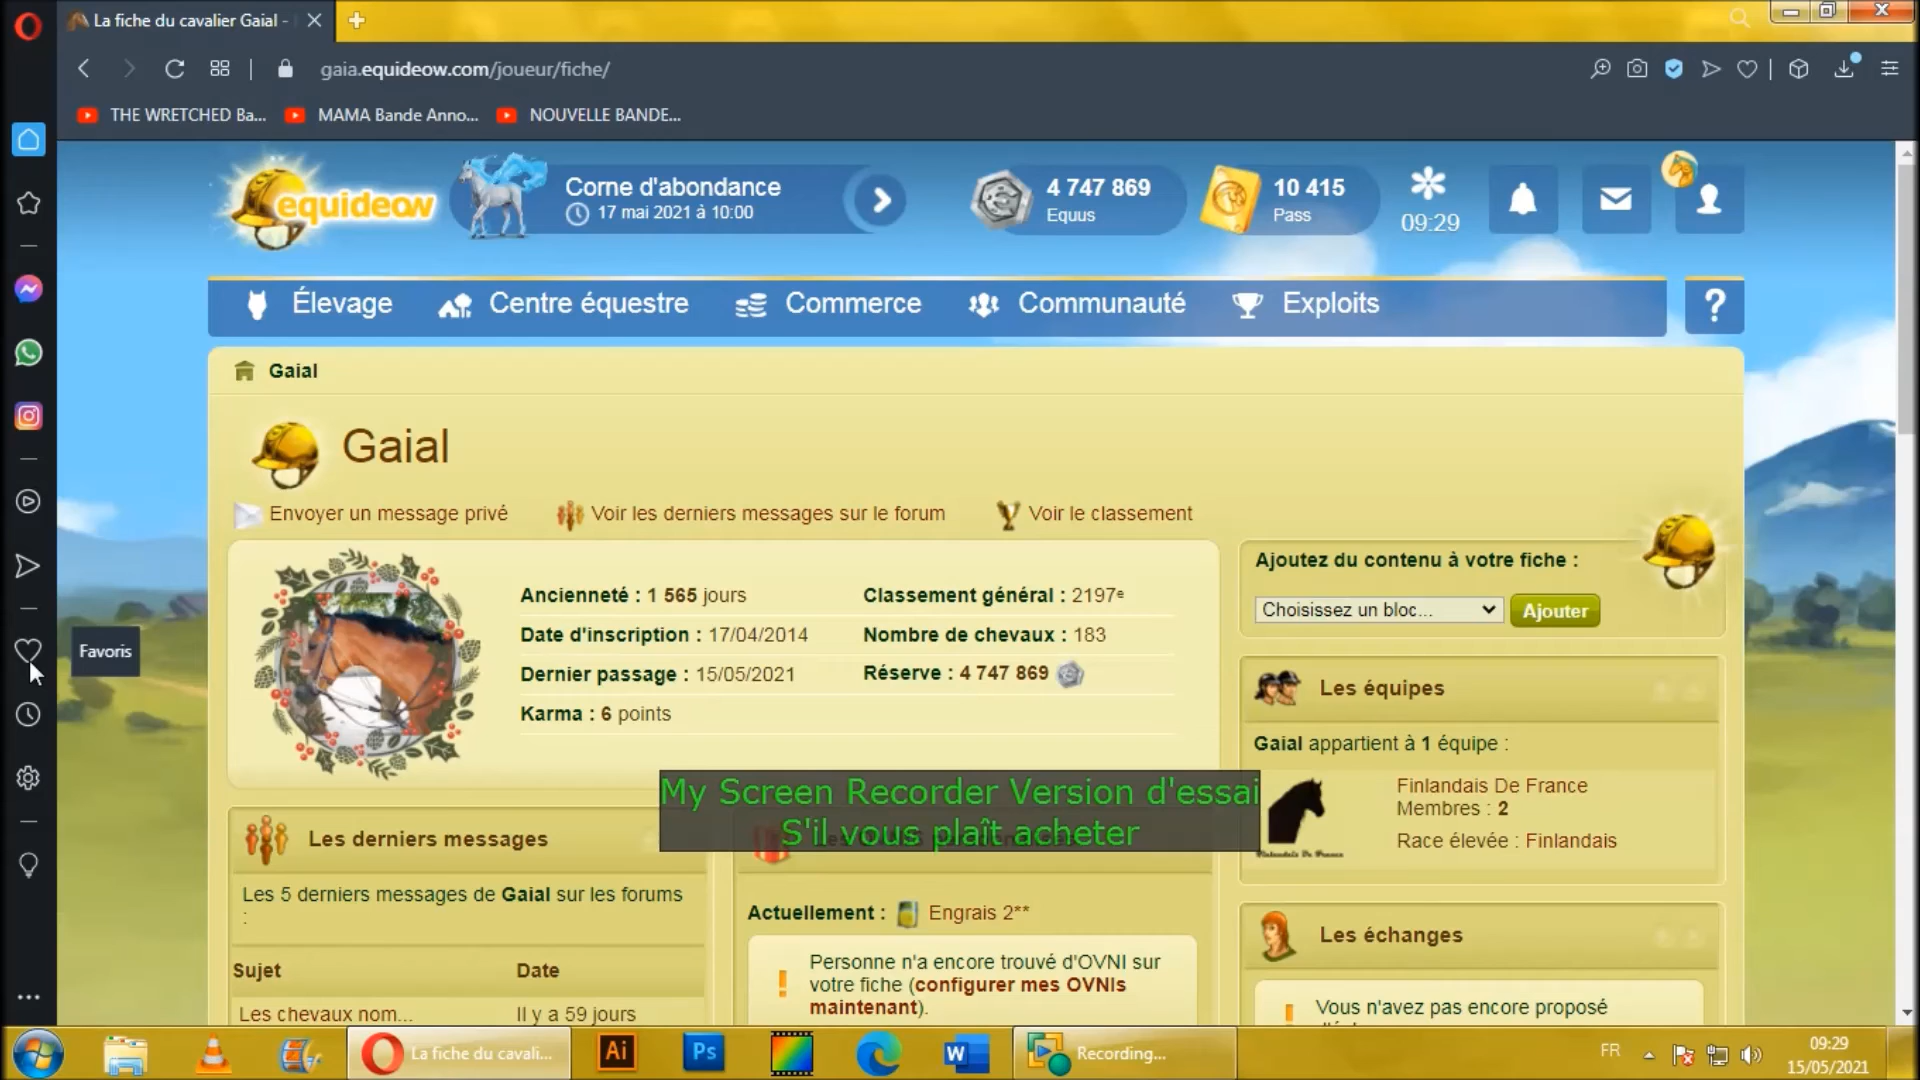 La fiche du cavalier Gaial -
gaia.equideow.com/joueur/fiche/
THE WRETCHED Ba...
MAMA Bande Anno...
NOUVELLE BANDE...
equideow
Corne d'abondance
17 mai 2021 à 10:00
4 747 869
Equus
10 415
Pass
09:29
Élevage
Centre équestre
Commerce
Communauté
Exploits
?
Gaial
Gaial
Envoyer un message privé
Voir les derniers messages sur le forum
Voir le classement
Ancienneté : 1 565 jours
Date d'inscription : 17/04/2014
Dernier passage : 15/05/2021
Karma : 6 points
Classement général : 2197e
Nombre de chevaux : 183
Réserve : 4 747 869
Ajoutez du contenu à votre fiche :
Choisissez un bloc...
Ajouter
Favoris
Les équipes
Gaial appartient à 1 équipe :
Finlandais De France
Membres : 2
Race élevée : Finlandais
Finlandais De France
My Screen Recorder Version d'essai
S'il vous plaît acheter
Les derniers messages
Les 5 derniers messages de Gaial sur les forums
:
Sujet
Date
Les chevaux nom...
Il y a 59 jours
Actuellement :
Engrais 2**
Personne n'a encore trouvé d'OVNI sur
votre fiche (configurer mes OVNIs
maintenant).
Les échanges
Vous n'avez pas encore proposé
La fiche du cavali...
Ai
Ps
W
Recording...
FR
09:29
15/05/2021